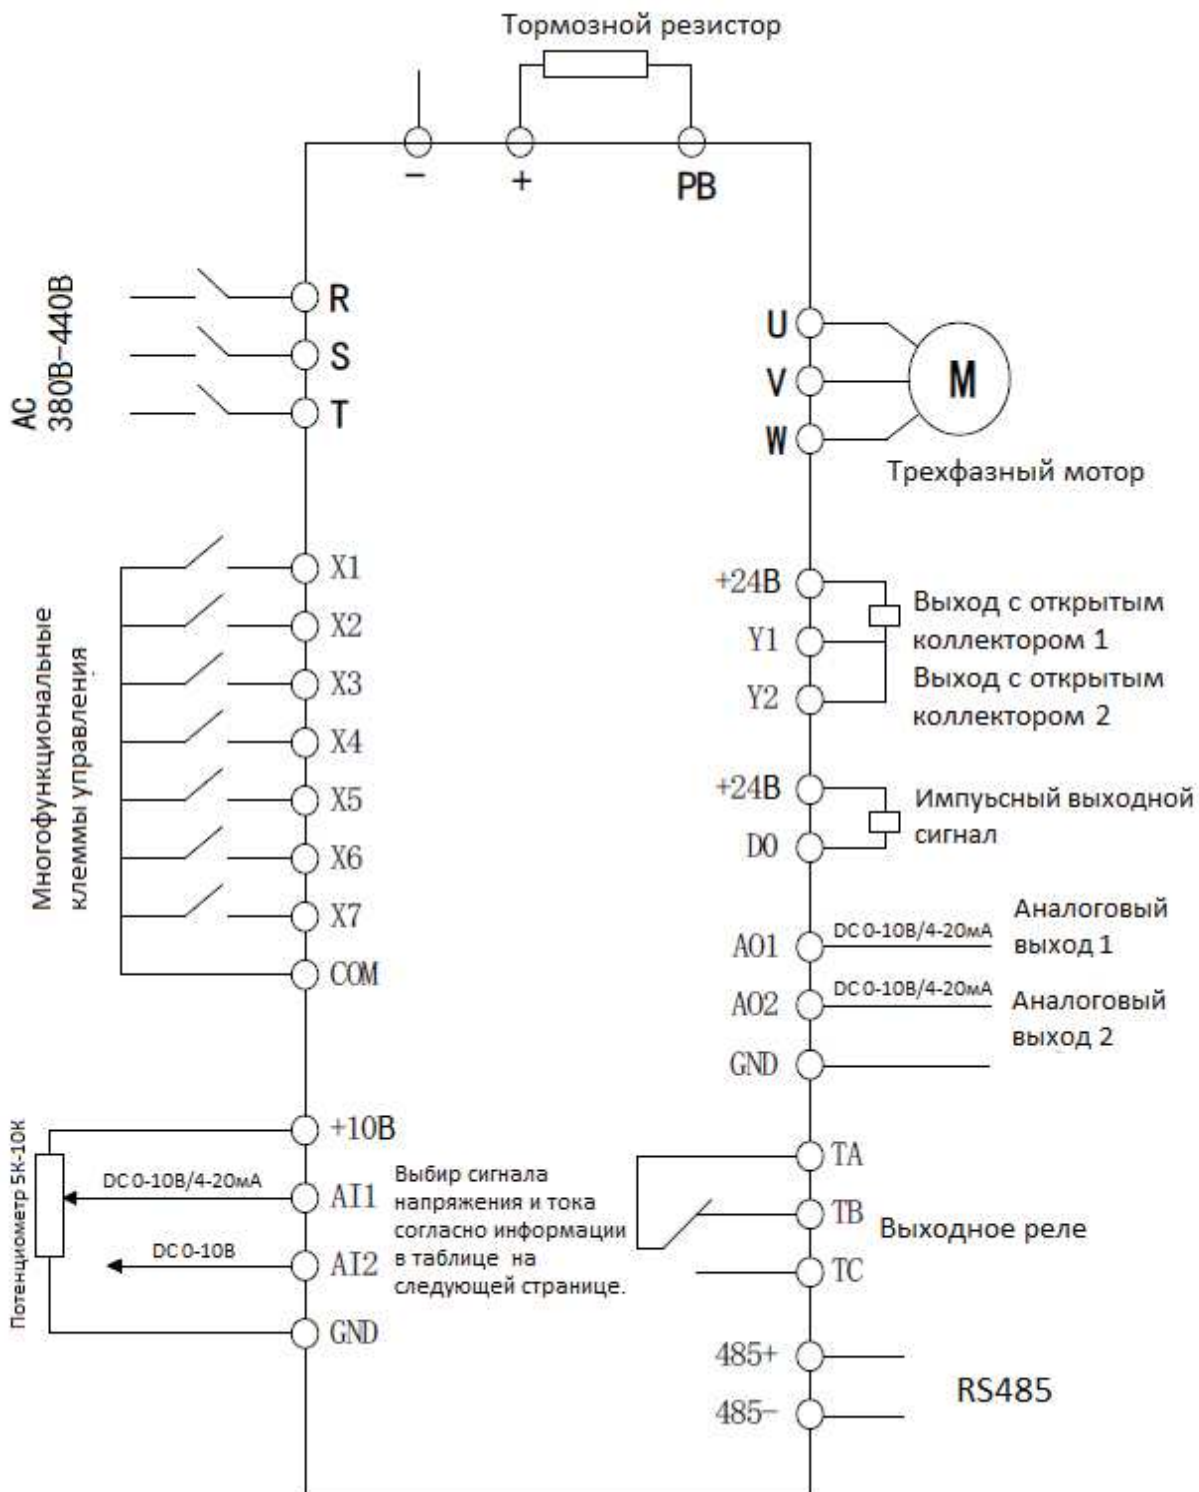 Тормозной резистор
-
+
PB
AC
380В-440В
R
S
T
U
V
W
M
Трехфазный мотор
Многофункциональные
клеммы управления
X1
X2
X3
X4
X5
X6
X7
COM
+24В
Y1
Y2
Выход с открытым
коллектором 1
Выход с открытым
коллектором 2
+24В
DO
Импуьсный выходной
сигнал
AO1
DC 0-10В/4-20мА
Аналоговый
выход 1
AO2
DC 0-10В/4-20мА
Аналоговый
выход 2
GND
Потенциометр 5К-10К
+10В
DC 0-10В/4-20мА
AI1
DC 0-10В
AI2
GND
Выбир сигнала
напряжения и тока
согласно информации
в таблице на
следующей странице.
TA
TB
TC
Выходное реле
485+
485-
RS485